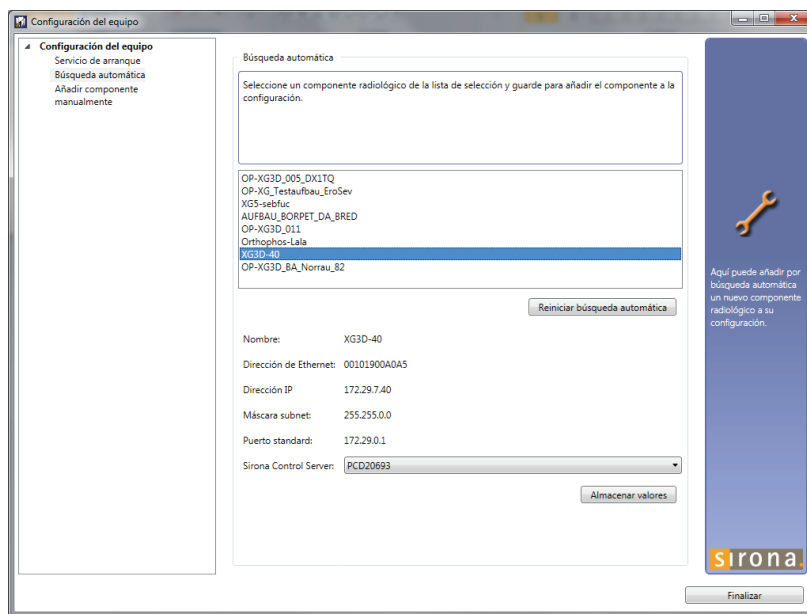 Configuración del equipo
Configuración del equipo
Servicio de arranque
Búsqueda automática
Añadir componente
manualmente
Búsqueda automática
Seleccione un componente radiológico de la lista de selección y guarde para añadir el componente a la
configuración.
OP-XG3D_005_DX1TQ
OP-XG_Testaufbau_EroSev
XG5-sebfuc
AUFBAU_BORPET_DA_BRED
OP-XG3D_011
Orthophos-Lala
XG3D-40
OP-XG3D_BA_Norrau_82
Reiniciar búsqueda automática
Nombre: XG3D-40
Dirección de Ethernet: 00101900A0A5
Dirección IP 172.29.7.40
Máscara subnet: 255.255.0.0
Puerto standard: 172.29.0.1
Sirona Control Server: PCD20693
Almacenar valores
Aquí puede añadir por
búsqueda automática
un nuevo componente
radiológico a su
configuración.
sirona.
Finalizar